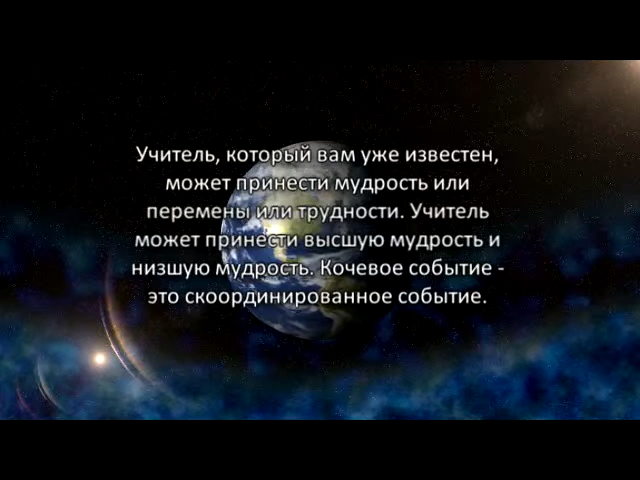 Учитель, который вам уже известен,
может принести мудрость или
перемены или трудности. Учитель
может принести высшую мудрость и
низшую мудрость. Кочевое событие -
это скоординированное событие.